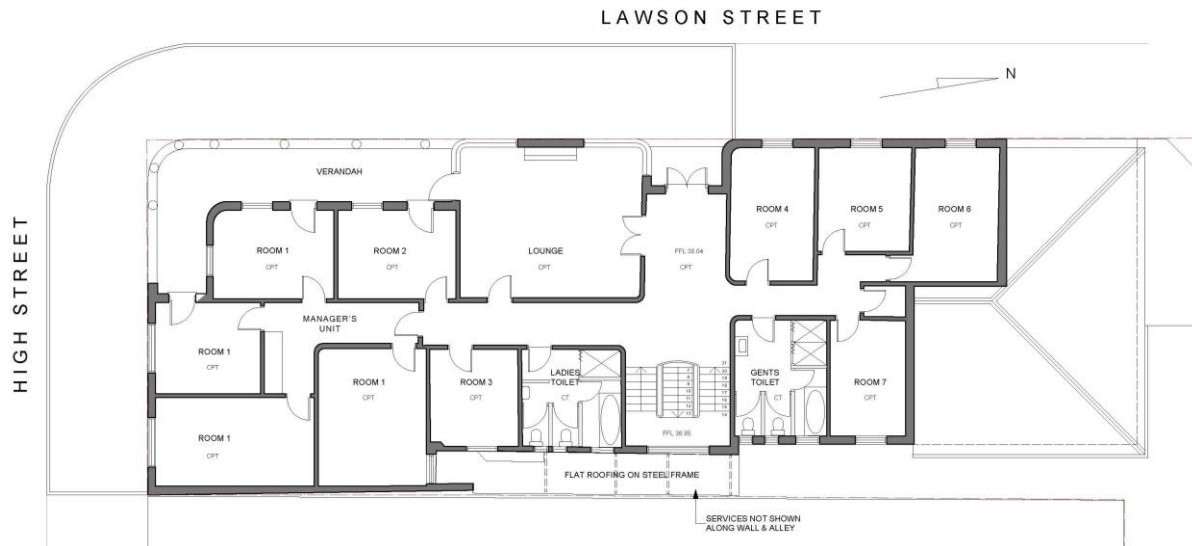 LAWSON STREET
N
HIGH STREET
VERANDAH
ROOM 1
CPT
ROOM 2
CPT
LOUNGE
CPT
FFL 38.04
CPT
ROOM 4
CPT
ROOM 5
CPT
ROOM 6
CPT
MANAGER'S
UNIT
ROOM 1
CPT
ROOM 1
CPT
ROOM 1
CPT
ROOM 3
CPT
LADIES
TOILET
CT
GENTS
TOILET
CT
ROOM 7
CPT
FFL 36.85
FLAT ROOFING ON STEEL FRAME
SERVICES NOT SHOWN
ALONG WALL & ALLEY